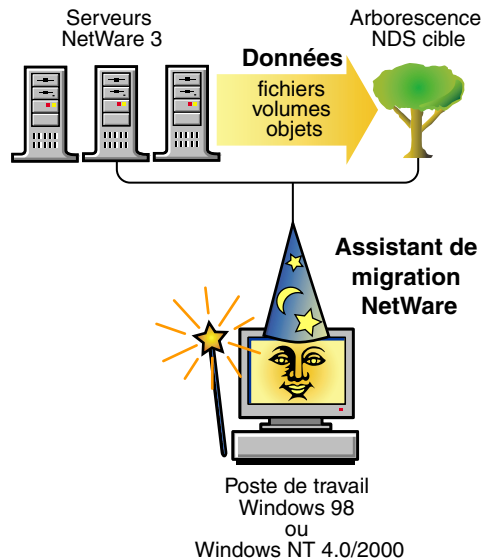 Serveurs
NetWare 3
Arborescence
NDS cible
Données
fichiers
volumes
objets
Assistant de
migration
NetWare
Poste de travail
Windows 98
ou
Windows NT 4.0/2000